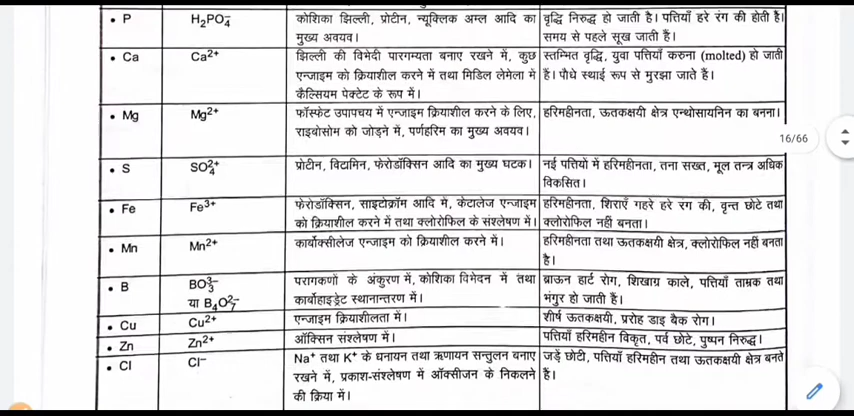 • P H₂PO₄⁻ कोशिका झिल्ली, प्रोटीन, न्यूक्लिक अम्ल आदि का वृद्धि निरुद्ध हो जाती है। पत्तियाँ हरे रंग की होती हैं।
मुख्य अवयव। समय से पहले सूख जाती हैं।
• Ca Ca²⁺ झिल्ली की विभेदी पारगम्यता बनाए रखने में, कुछ स्तम्भित वृद्धि, युवा पत्तियाँ करुना (molted) हो जाती
एन्जाइम को क्रियाशील करने में तथा मिडिल लेमेला में हैं। पौधे स्थाई रूप से मुरझा जाते हैं।
कैल्सियम पेक्टेट के रूप में।
• Mg Mg²⁺ फॉस्फेट उपापचय में एन्जाइम क्रियाशील करने के लिए, हरिमहीनता, ऊतकक्षयी क्षेत्र एन्थोसायनिन का बनना।
राइबोसोम को जोड़ने में, पर्णहरिम का मुख्य अवयव।
16/66
• S SO₄²⁺ प्रोटीन, विटामिन, फेरोडॉक्सिन आदि का मुख्य घटक। नई पत्तियों में हरिमहीनता, तना सख्त, मूल तन्त्र अधिक
विकसित।
• Fe Fe³⁺ फेरोडॉक्सिन, साइटोक्रॉम आदि मे, केटालेज एन्जाइम हरिमहीनता, शिराएँ गहरे हरे रंग की, वृन्त छोटे तथा
को क्रियाशील करने में तथा क्लोरोफिल के संश्लेषण में। क्लोरोफिल नहीं बनता।
• Mn Mn²⁺ कार्योक्सीलेज एन्जाइम को क्रियाशील करने में। हरिमहीनता तथा ऊतकक्षयी क्षेत्र, क्लोरोफिल नहीं बनता
है।
• B BO₃³⁻ परागकणों के अंकुरण में, कोशिका विभेदन में तथा ब्राऊन हार्ट रोग, शिखाग्र काले, पत्तियाँ ताम्रक तथा
या B₄O₇²⁻ कार्बोहाइड्रेट स्थानान्तरण में। भंगुर हो जाती हैं।
• Cu Cu²⁺ एन्जाइम क्रियाशीलता में। शीर्ष ऊतकक्षयी, प्ररोह डाइ बैक रोग।
• Zn Zn²⁺ ऑक्सिन संश्लेषण में। पत्तियाँ हरिमहीन विकृत, पर्व छोटे, पुष्पन निरुद्ध।
• Cl Cl⁻ Na⁺ तथा K⁺ के धनायन तथा ऋणायन सन्तुलन बनाए जड़ें छोटी, पत्तियाँ हरिमहीन तथा ऊतकक्षयी क्षेत्र बनते
रखने में, प्रकाश-संश्लेषण में ऑक्सीजन के निकलने हैं।
की क्रिया में।